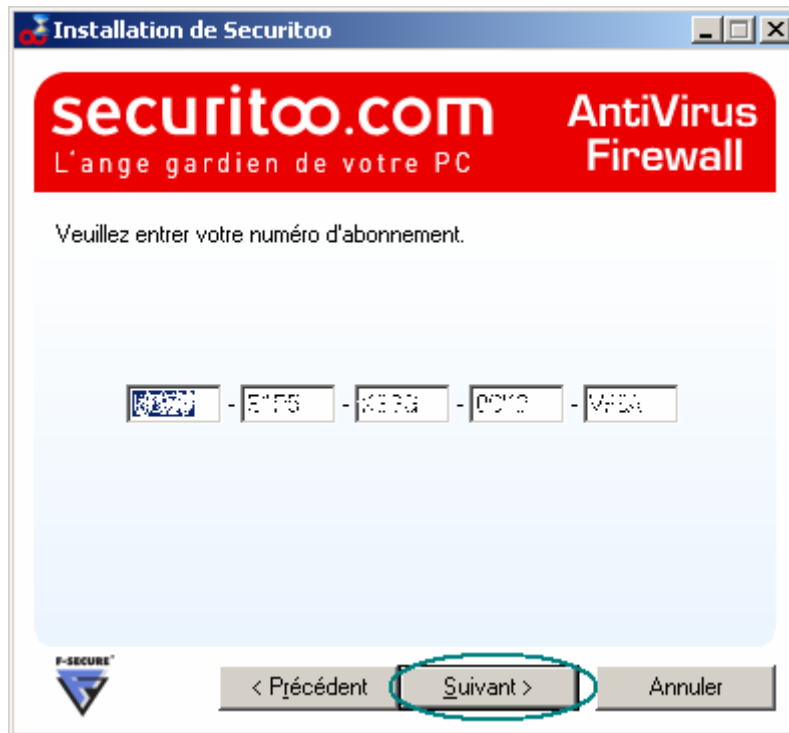 Installation de Securitoo
securitoo.com
AntiVirus
Firewall
L'ange gardien de votre PC
Veuillez entrer votre numéro d'abonnement.
F-SECURE
< Précédent
Suivant >
Annuler